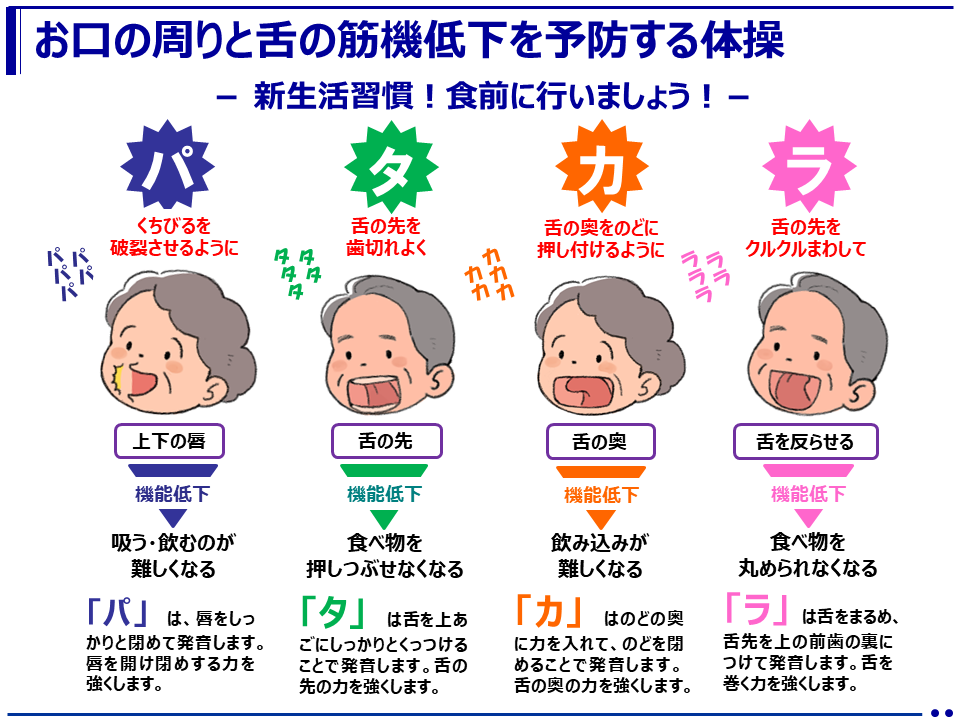 お口の周りと舌の筋機低下を予防する体操
－ 新生活習慣！食前に行いましょう！－
パ
くちびるを
破裂させるように
パ パ
パ パ
パ
上下の唇
機能低下
吸う・飲むのが
難しくなる
「パ」 は、唇をしっ
かりと閉めて発音します。
唇を開け閉めする力を
強くします。
タ
舌の先を
歯切れよく
タ タ
タ タ
タ
舌の先
機能低下
食べ物を
押しつぶせなくなる
「タ」 は舌を上あ
ごにしっかりとくっつける
ことで発音します。舌の
先の力を強くします。
カ
舌の奥をのどに
押し付けるように
カ
カ カ
カ カ
舌の奥
機能低下
飲み込みが
難しくなる
「カ」 はのどの奥
に力を入れて、のどを閉
めることで発音します。
舌の奥の力を強くします。
ラ
舌の先を
クルクルまわして
ラ ラ
ラ ラ
ラ
舌を反らせる
機能低下
食べ物を
丸められなくなる
「ラ」 は舌をまるめ、
舌先を上の前歯の裏に
つけて発音します。舌を
巻く力を強くします。